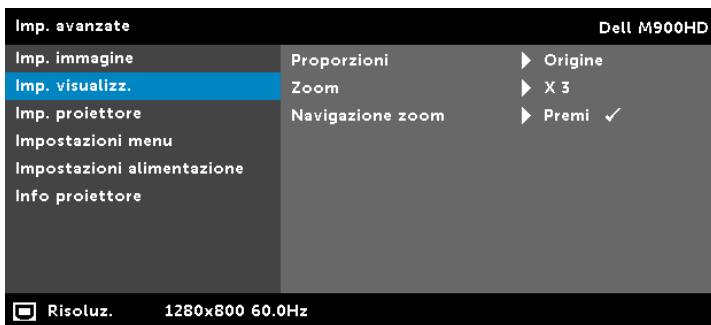 Imp. avanzate Dell M900HD
Imp. immagine Proporzioni Origine
Imp. visualizz. Zoom X 3
Imp. proiettore Navigazione zoom Premi ✓
Impostazioni menu
Impostazioni alimentazione
Info proiettore
Risoluz. 1280x800 60.0Hz